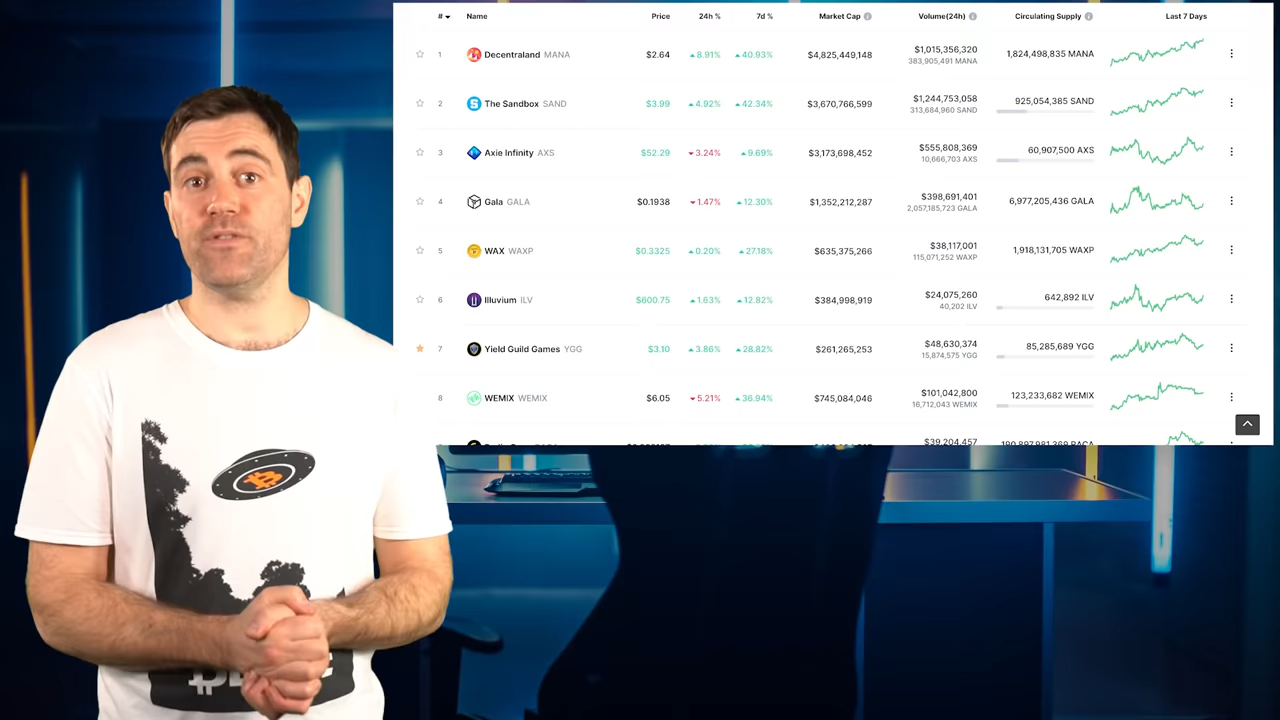 # Name Price 24h % 7d % Market Cap Volume(24h) Circulating Supply Last 7 Days
1 Decentraland MANA $2.64 8.91% 40.93% $4,825,449,148 $1,015,356,320 1,824,498,835 MANA
383,905,491 MANA
2 The Sandbox SAND $3.99 4.92% 42.34% $3,670,766,599 $1,244,753,058 925,054,385 SAND
313,684,960 SAND
3 Axie Infinity AXS $52.29 3.24% 9.69% $3,173,698,452 $555,808,369 60,907,500 AXS
10,666,703 AXS
4 Gala GALA $0.1938 1.47% 12.30% $1,352,212,287 $398,691,401 6,977,205,436 GALA
2,057,185,723 GALA
5 WAX WAXP $0.3325 0.20% 27.18% $635,375,266 $38,117,001 1,918,131,705 WAXP
115,071,252 WAXP
6 Illuvium ILV $600.75 1.63% 12.82% $384,998,919 $24,075,260 642,892 ILV
40,202 ILV
7 Yield Guild Games YGG $3.10 3.86% 28.82% $261,265,253 $48,630,374 85,285,689 YGG
15,874,575 YGG
8 WEMIX WEMIX $6.05 5.21% 36.94% $745,084,046 $101,042,800 123,233,682 WEMIX
16,712,043 WEMIX
$39,204,457